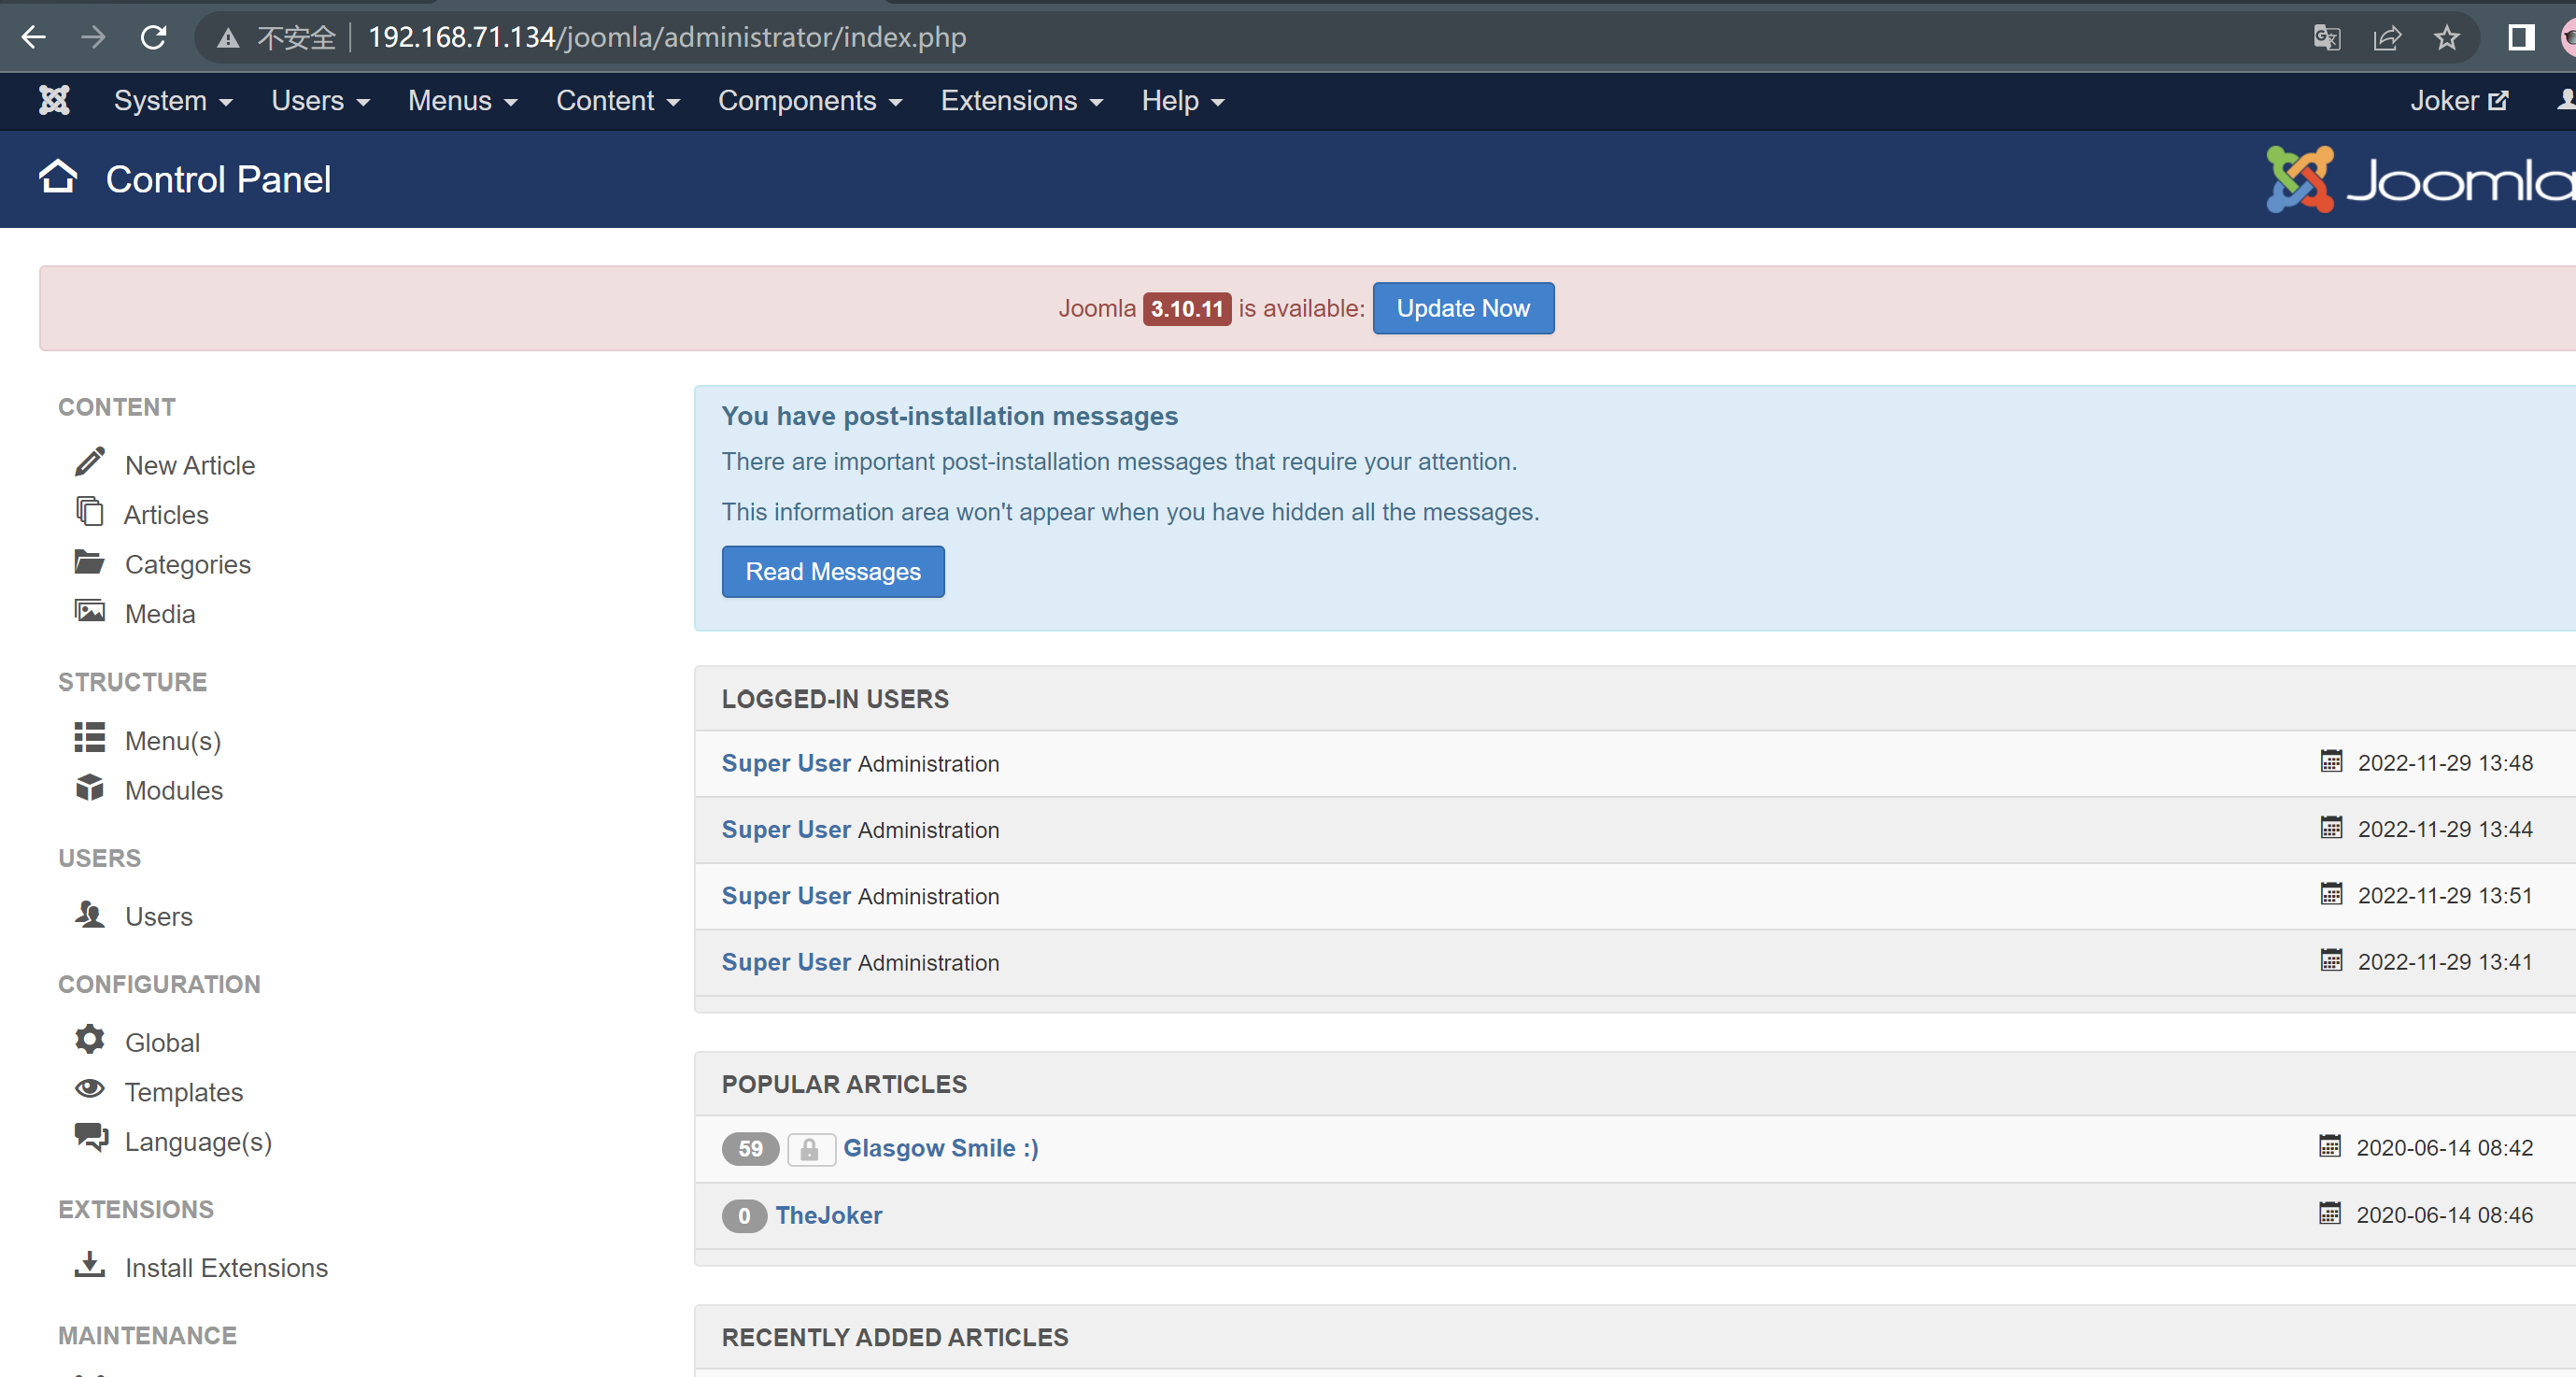 不安全 192.168.71.134/joomla/administrator/index.php
System Users Menus Content Components Extensions Help Joker
Control Panel Joomla
Joomla 3.10.11 is available: Update Now
CONTENT
New Article
Articles
Categories
Media
STRUCTURE
Menu(s)
Modules
USERS
Users
CONFIGURATION
Global
Templates
Language(s)
EXTENSIONS
Install Extensions
MAINTENANCE
You have post-installation messages
There are important post-installation messages that require your attention.
This information area won't appear when you have hidden all the messages.
Read Messages
LOGGED-IN USERS
Super User Administration 2022-11-29 13:48
Super User Administration 2022-11-29 13:44
Super User Administration 2022-11-29 13:51
Super User Administration 2022-11-29 13:41
POPULAR ARTICLES
59 Glasgow Smile :) 2020-06-14 08:42
0 TheJoker 2020-06-14 08:46
RECENTLY ADDED ARTICLES